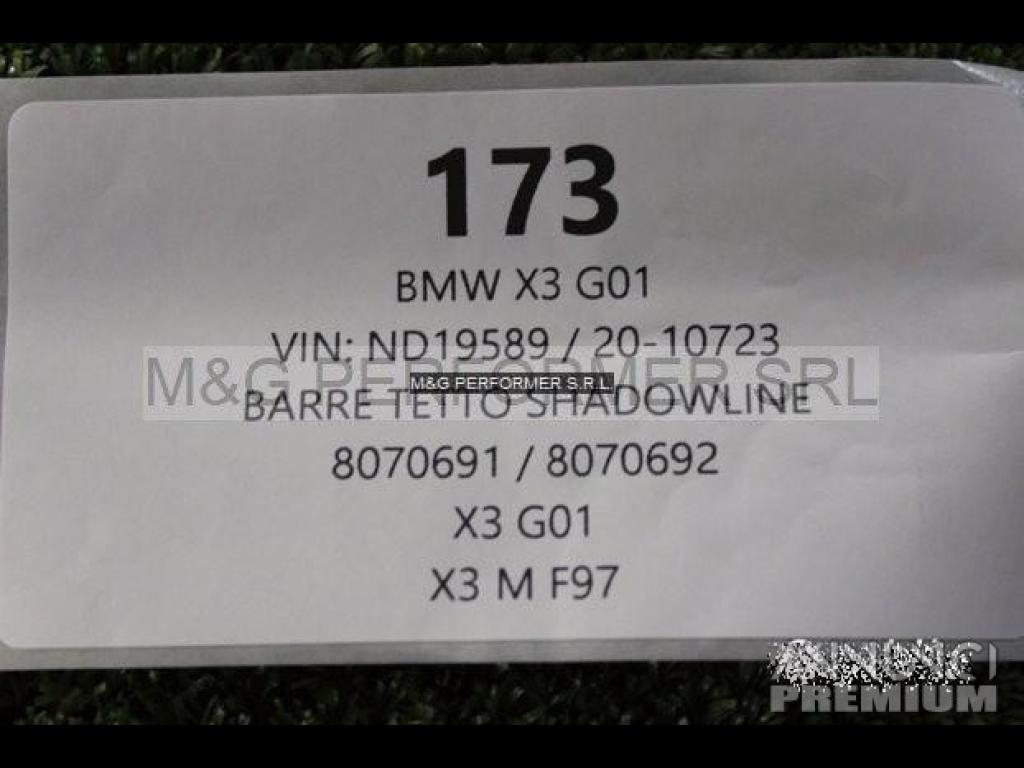 173
BMW X3 G01
VIN: ND19589 / 20-10723
M&G PERFORMER SRL
M&G PERFORMER S.R.L.
BARRE TETTO SHADOWLINE
8070691 / 8070692
X3 G01
X3 M F97
PREMIUM